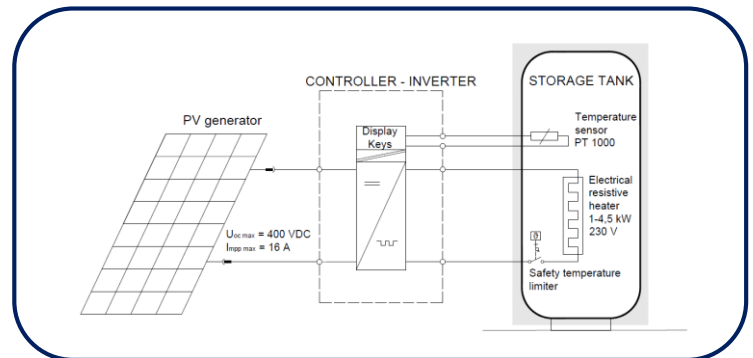 CONTROLLER - INVERTER
STORAGE TANK
PV generator
Display
Keys
Temperature
sensor
PT 1000
Electrical
resistive
heater
1-4,5 kW
230 V
Uoc max = 400 VDC
Impp max = 16 A
Safety temperature
limiter